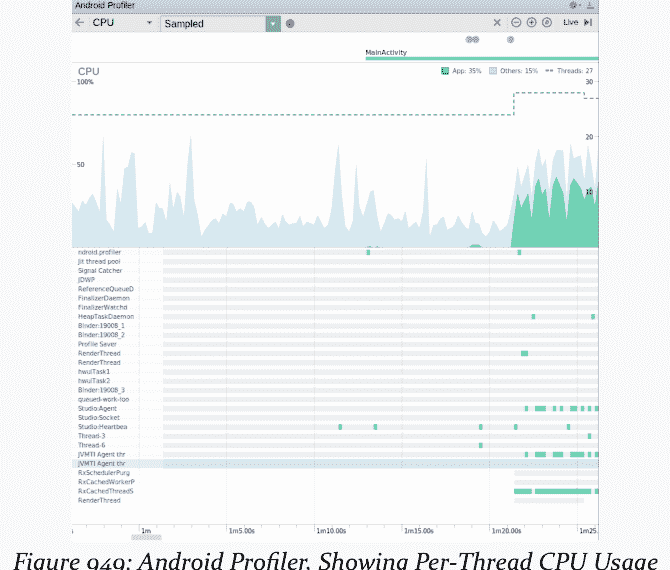 Android Profiler
CPU Sampled Live
MainActivity
CPU App: 35% Others: 15% Threads: 27
100% 30
20
50
10
ndroid.profiler
Jit thread pool
Signal Catcher
JDWP
ReferenceQueueD
FinalizerDaemon
FinalizerWatchd
HeapTaskDaemon
Binder:19008_1
Binder:19008_2
Profile Saver
RenderThread
RenderThread
hwuiTask1
hwuiTask2
Binder:19008_3
queued-work-loo
Studio:Agent
Studio:Socket
Studio:Heartbea
Thread-3
Thread-6
JVMTI Agent thr
JVMTI Agent thr
RxSchedulerPurg
RxCachedWorkerP
RxCachedThreadS
RenderThread
1m 1m5.00s 1m10.00s 1m15.00s 1m20.00s 1m25.
Figure 949: Android Profiler, Showing Per-Thread CPU Usage